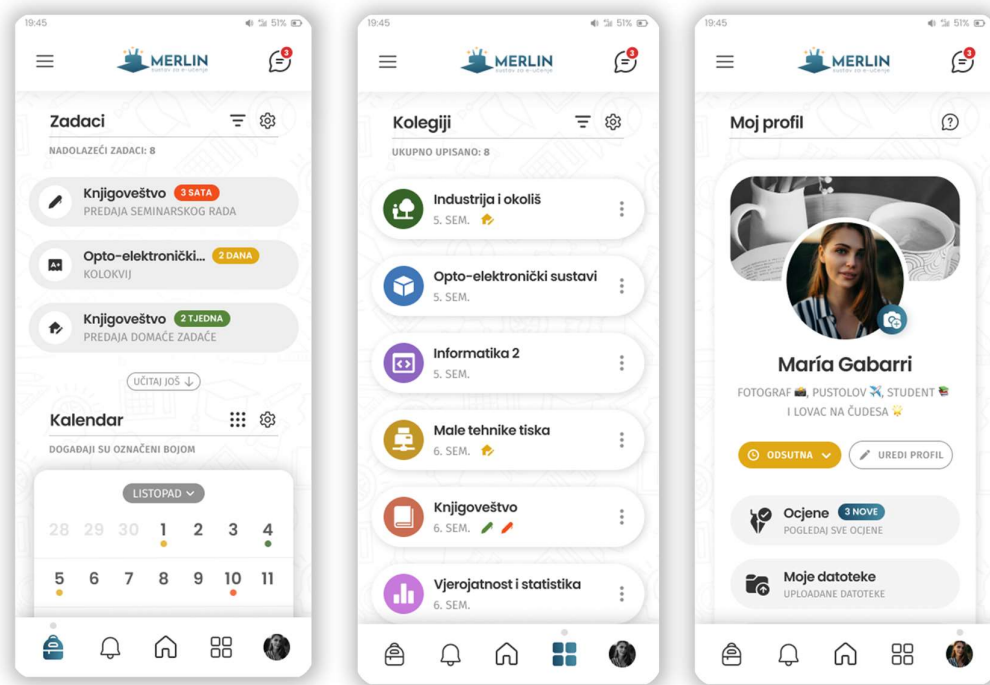 19:45
51%
MERLIN
sustav za e-učenje
3
Zadaci
NADOLAZEĆI ZADACI: 8
Knjigoveštvo
3 SATA
PREDAJA SEMINARSKOG RADA
Opto-elektronički...
2 DANA
KOLOKVIJ
Knjigoveštvo
2 TJEDNA
PREDAJA DOMAĆE ZADAĆE
UČITAJ JOŠ
Kalendar
DOGAĐAJI SU OZNAČENI BOJOM
LISTOPAD
28 29 30 1 2 3 4
5 6 7 8 9 10 11
19:45
51%
MERLIN
sustav za e-učenje
3
Kolegiji
UKUPNO UPISANO: 8
Industrija i okoliš
5. SEM.
Opto-elektronički sustavi
5. SEM.
Informatika 2
5. SEM.
Male tehnike tiska
6. SEM.
Knjigoveštvo
6. SEM.
Vjerojatnost i statistika
6. SEM.
19:45
51%
MERLIN
sustav za e-učenje
3
Moj profil
María Gabarri
FOTOGRAF 📸, PUSTOLOV ✈️, STUDENT 📚
I LOVAC NA ČUDESA 🌟
ODSUTNA
UREDI PROFIL
Ocjene
3 NOVE
POGLEDAJ SVE OCJENE
Moje datoteke
UPLOADANE DATOTEKE